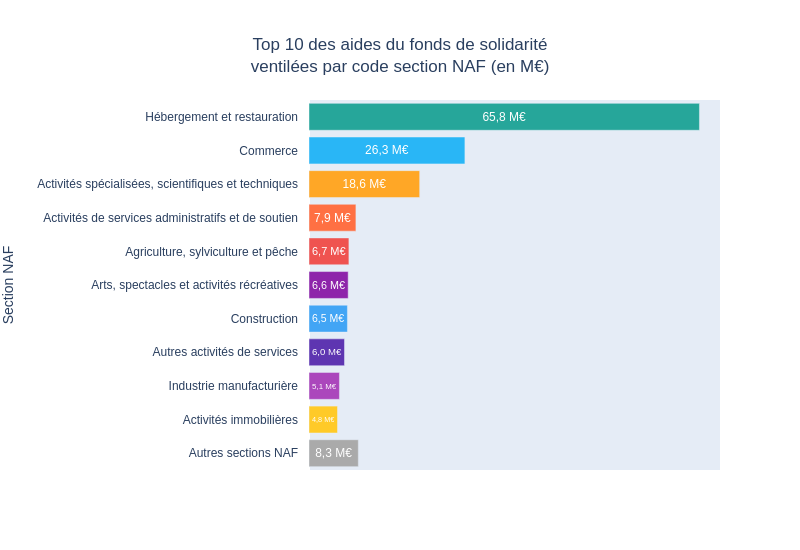 Top 10 des aides du fonds de solidarité
ventilées par code section NAF (en M€)
Section NAF
Hébergement et restauration 65,8 M€
Commerce 26,3 M€
Activités spécialisées, scientifiques et techniques 18,6 M€
Activités de services administratifs et de soutien 7,9 M€
Agriculture, sylviculture et pêche 6,7 M€
Arts, spectacles et activités récréatives 6,6 M€
Construction 6,5 M€
Autres activités de services 6,0 M€
Industrie manufacturière 5,1 M€
Activités immobilières M€
Autres sections NAF 8,3 M€